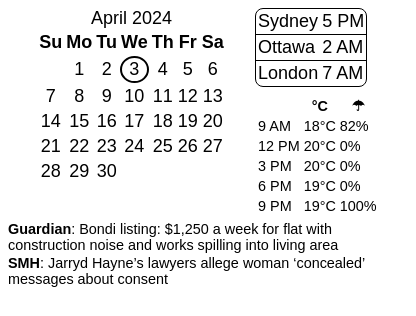 April 2024
Su Mo Tu We Th Fr Sa
1 2 3 4 5 6
7 8 9 10 11 12 13
14 15 16 17 18 19 20
21 22 23 24 25 26 27
28 29 30
Sydney 5 PM
Ottawa 2 AM
London 7 AM
°C ☂
9 AM 18°C 82%
12 PM 20°C 0%
3 PM 20°C 0%
6 PM 19°C 0%
9 PM 19°C 100%
Guardian: Bondi listing: $1,250 a week for flat with
construction noise and works spilling into living area
SMH: Jarryd Hayne’s lawyers allege woman ‘concealed’
messages about consent